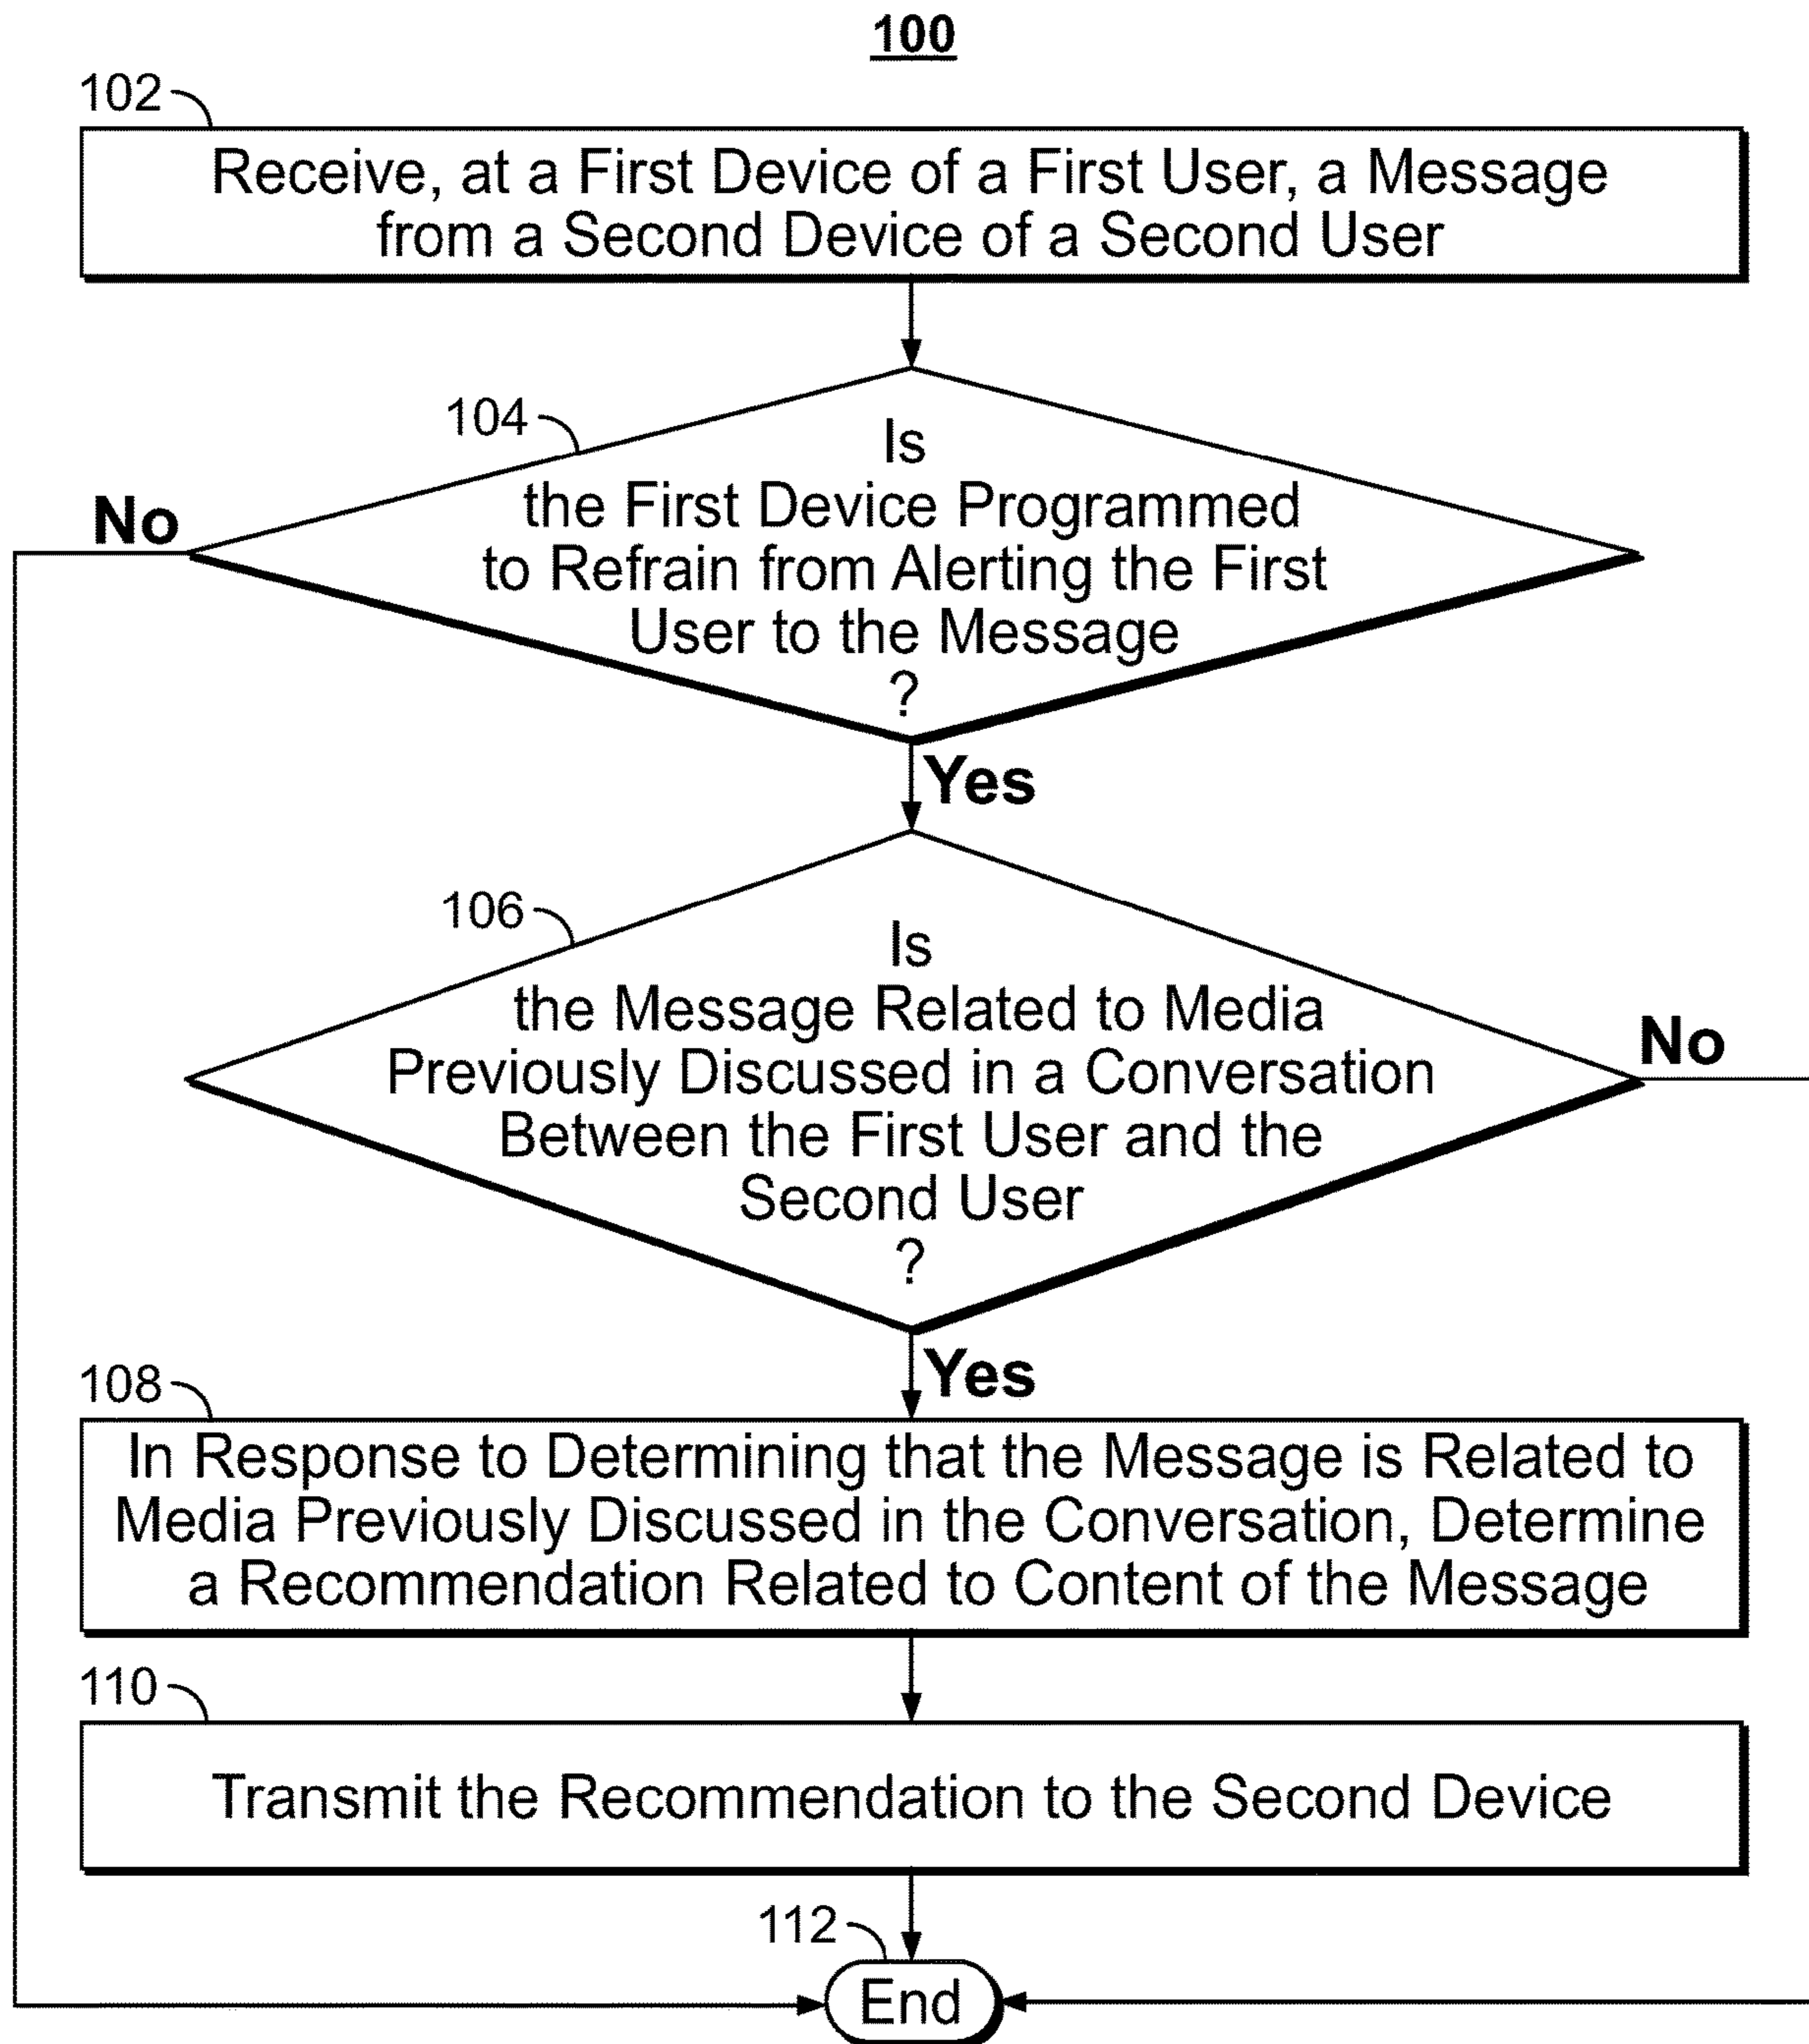 100
102
Receive, at a First Device of a First User, a Message
from a Second Device of a Second User
104
Is
the First Device Programmed
to Refrain from Alerting the First
User to the Message
?
No
Yes
106
Is
the Message Related to Media
Previously Discussed in a Conversation
Between the First User and the
Second User
?
No
Yes
108
In Response to Determining that the Message is Related to
Media Previously Discussed in the Conversation, Determine
a Recommendation Related to Content of the Message
110
Transmit the Recommendation to the Second Device
112
End